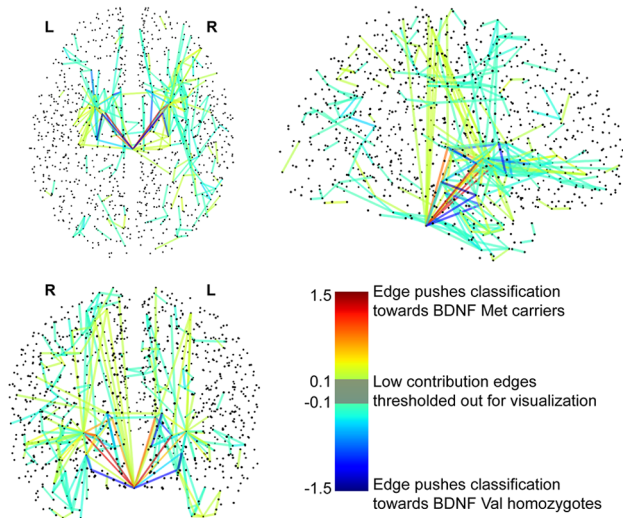 L
R
R
L
1.5
Edge pushes classification
towards BDNF Met carriers
0.1
-0.1
Low contribution edges
thresholded out for visualization
-1.5
Edge pushes classification
towards BDNF Val homozygotes